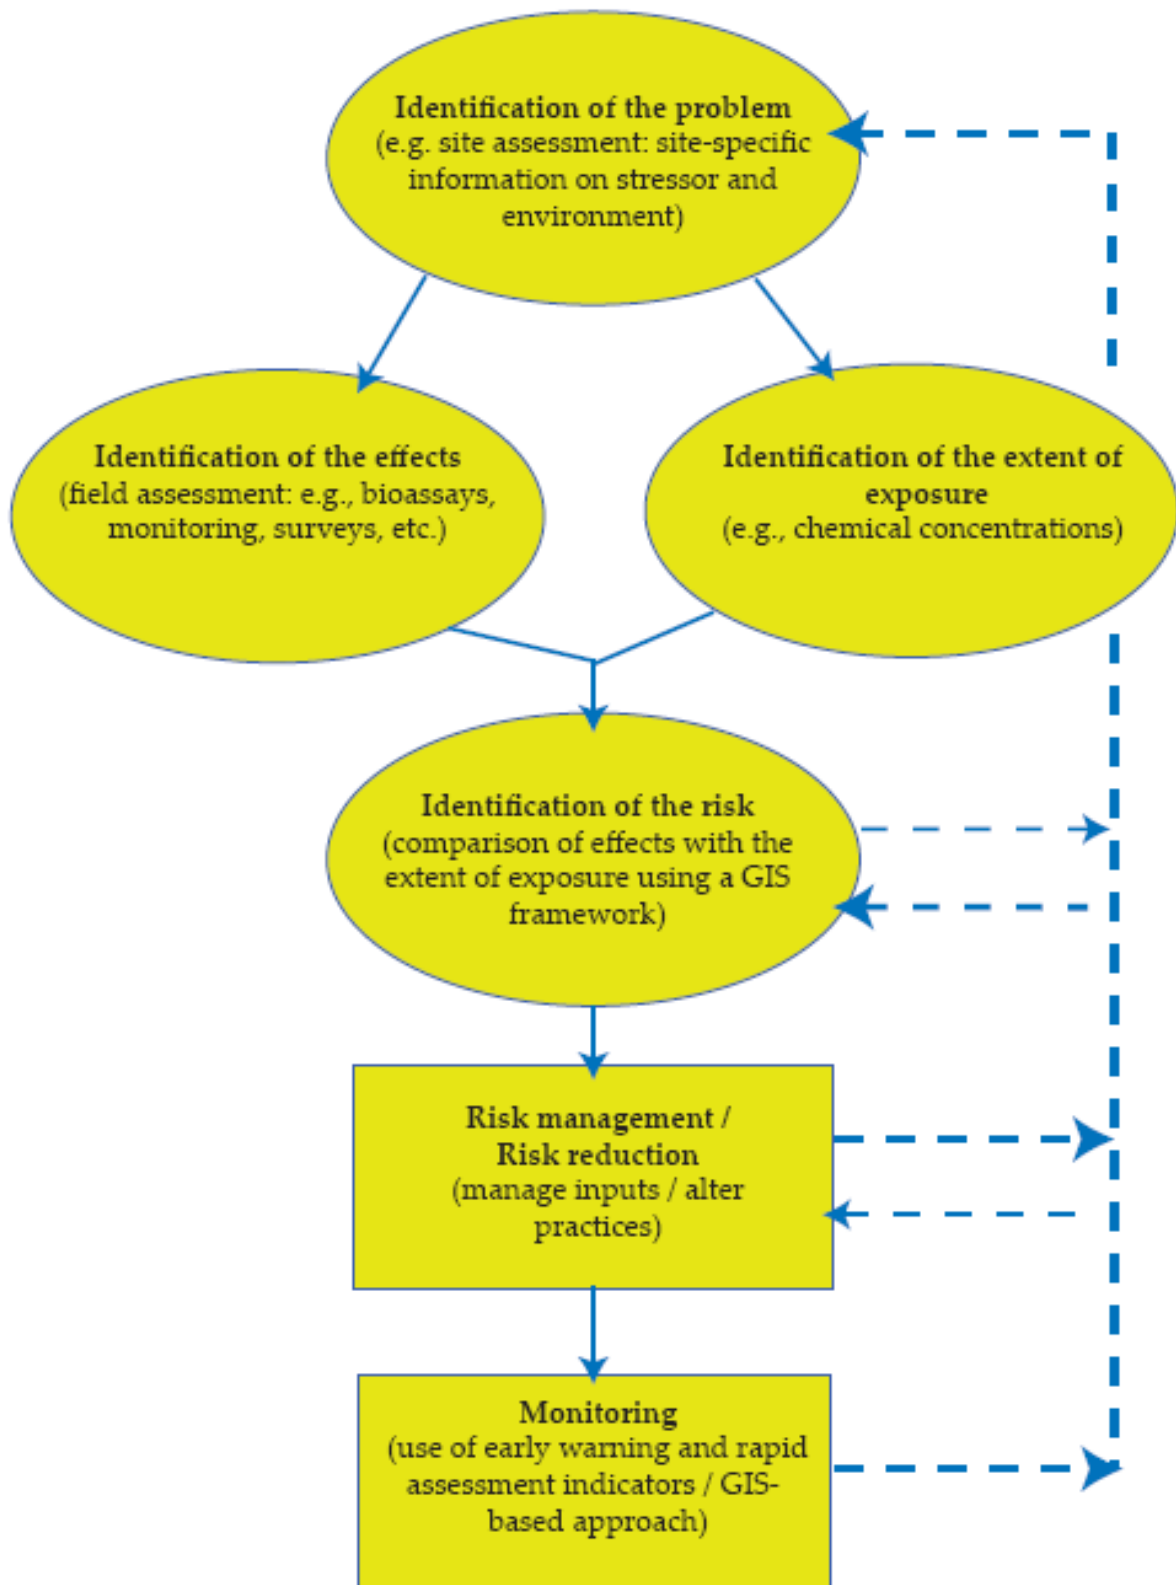 Identification of the problem
(e.g. site assessment: site-specific
information on stressor and
environment)
Identification of the effects
(field assessment: e.g., bioassays,
monitoring, surveys, etc.)
Identification of the extent of
exposure
(e.g., chemical concentrations)
Identification of the risk
(comparison of effects with the
extent of exposure using a GIS
framework)
Risk management /
Risk reduction
(manage inputs / alter
practices)
Monitoring
(use of early warning and rapid
assessment indicators / GIS-
based approach)